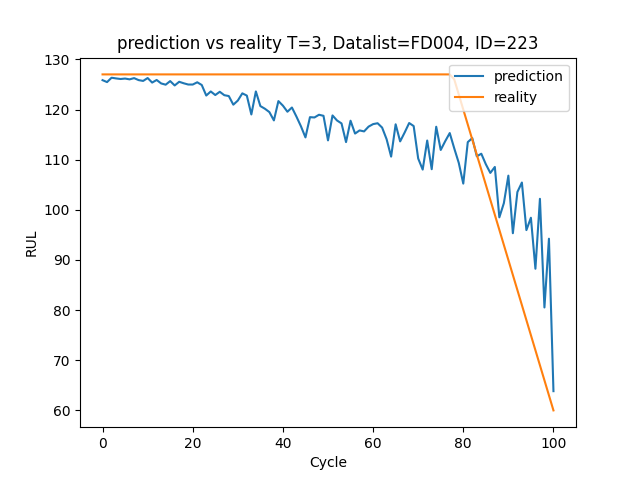 prediction vs reality T=3, Datalist=FD004, ID=223
130
120
110
100
90
80
70
60
RUL
prediction
reality
0 20 40 60 80 100
Cycle